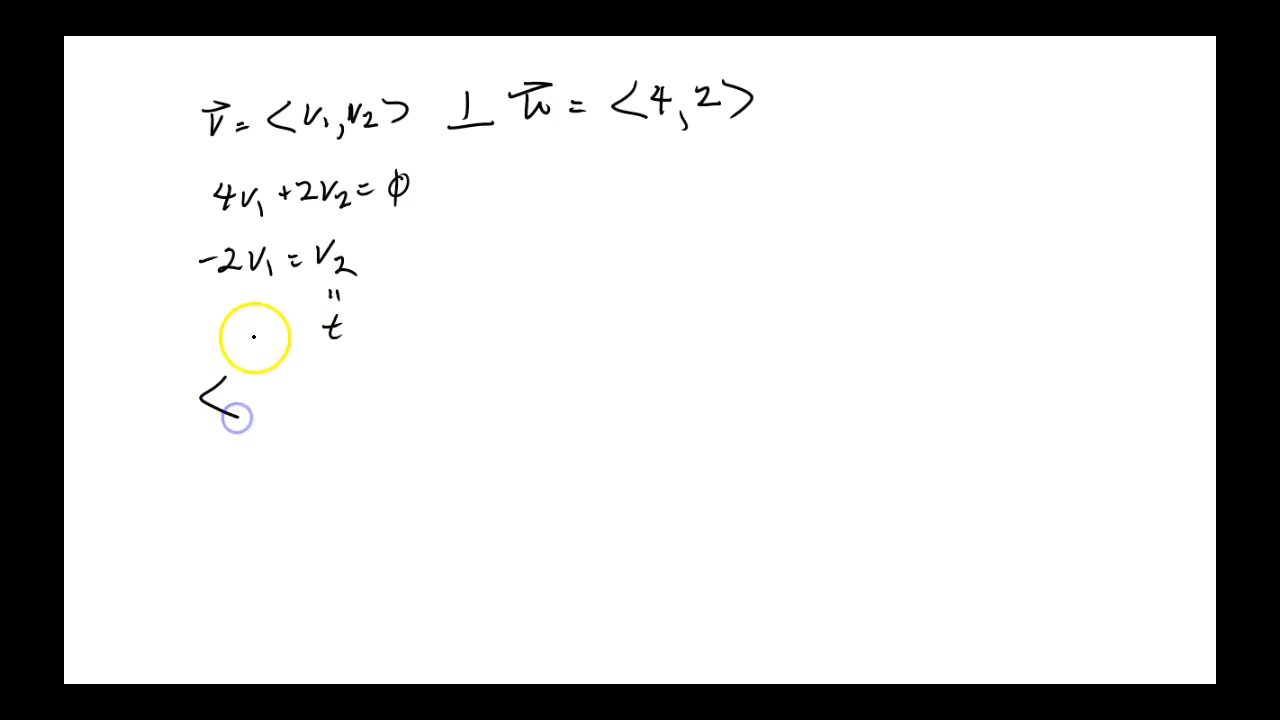 v⃗ = <v₁, v₂> ⊥ w⃗ = <4, 2>
4v₁ + 2v₂ = 0
-2v₁ = v₂
"
t
<